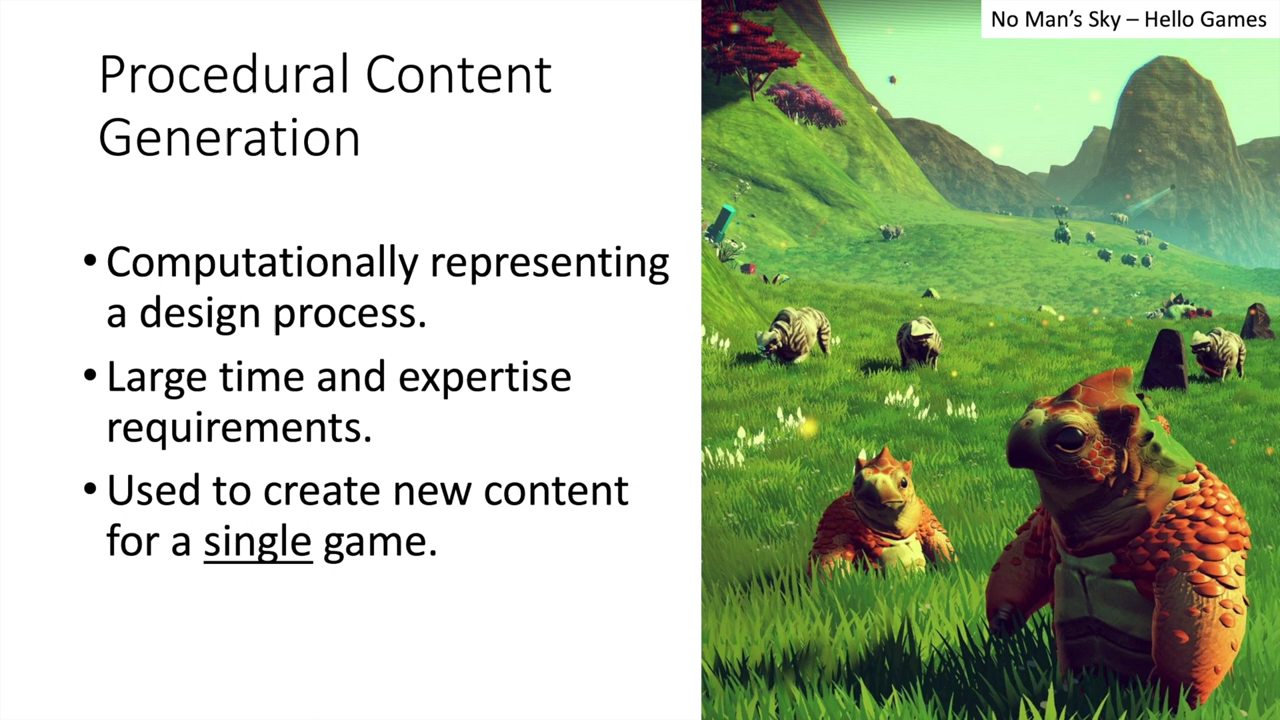 No Man’s Sky – Hello Games
Procedural Content
Generation
• Computationally representing
a design process.
• Large time and expertise
requirements.
• Used to create new content
for a single game.